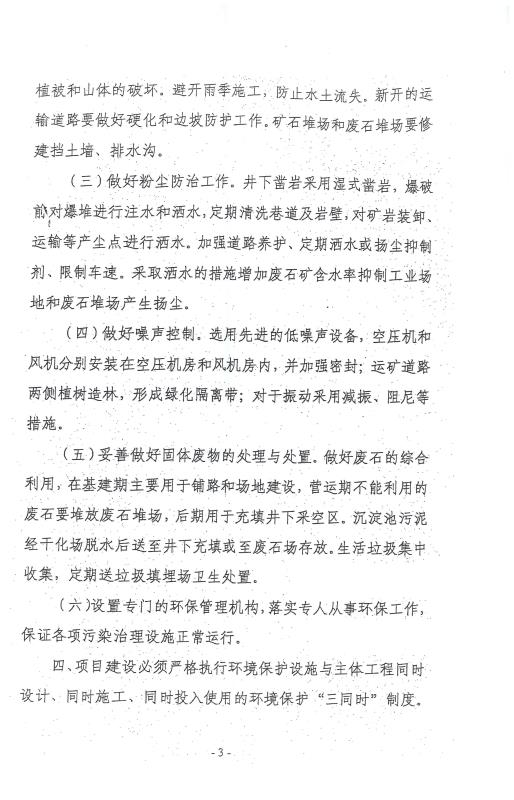 植被和山体的破坏。避开雨季施工，防止水土流失。新开的运
输道路要做好硬化和边坡防护工作。矿石堆场和废石堆场要修
建挡土墙、排水沟。
（三）做好粉尘防治工作。井下凿岩采用湿式凿岩，爆破
前对爆堆进行注水和洒水，定期清洗巷道及岩壁，对矿岩装卸、
运输等产尘点进行洒水。加强道路养护、定期洒水或扬尘抑制
剂、限制车速。采取洒水的措施增加废石矿含水率抑制工业场
地和废石堆场产生扬尘。
（四）做好噪声控制。选用先进的低噪声设备，空压机和
风机分别安装在空压机房和风机房内，并加强密封；运矿道路
两侧植树造林，形成绿化隔离带；对于振动采用减振、阻尼等
措施。
（五）妥善做好固体废物的处理与处置。做好废石的综合
利用，在基建期主要用于铺路和场地建设，营运期不能利用的
废石要堆放废石堆场，后期用于充填井下采空区。沉淀池污泥
经干化场脱水后送至井下充填或至废石场存放。生活垃圾集中
收集，定期送垃圾填埋场卫生处置。
（六）设置专门的环保管理机构，落实专人从事环保工作，
保证各项污染治理设施正常运行。
四、项目建设必须严格执行环境保护设施与主体工程同时
设计、同时施工、同时投入使用的环境保护“三同时”制度。
- 3 -